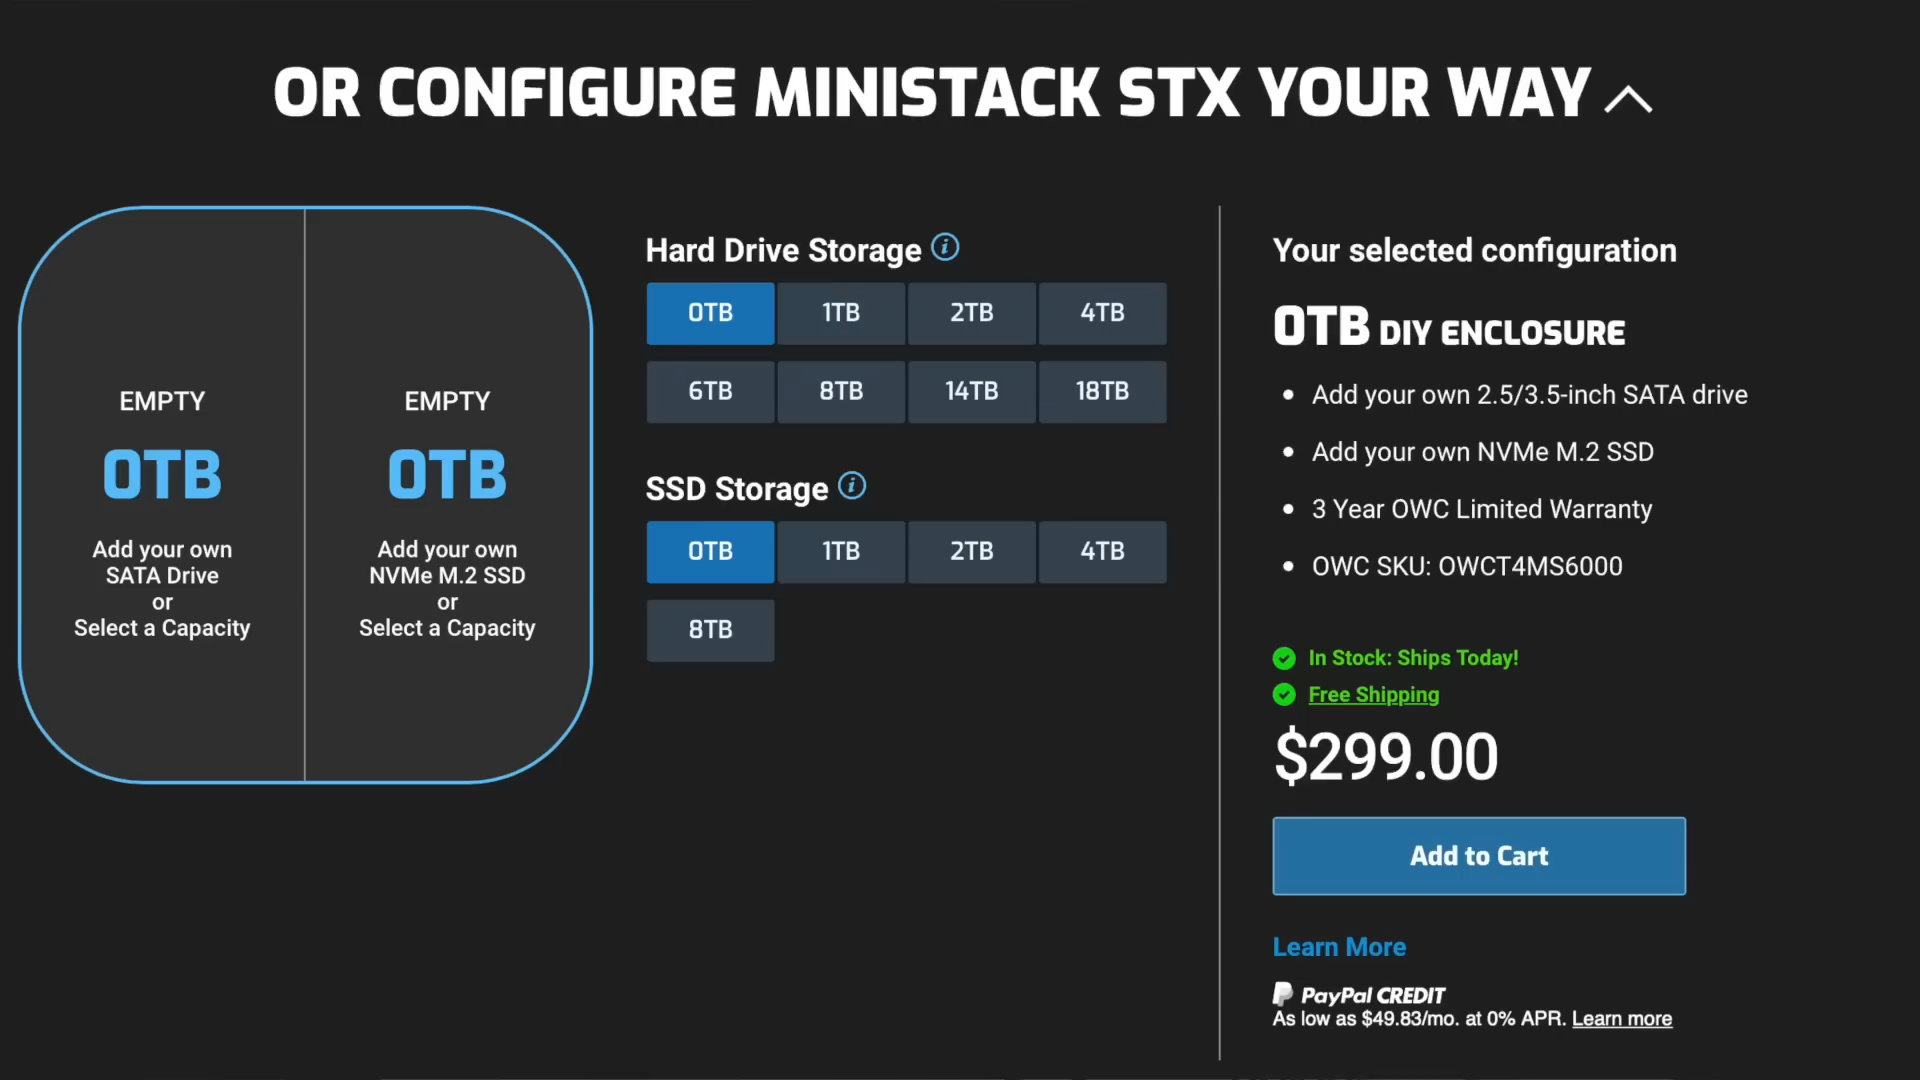 OR CONFIGURE MINISTACK STX YOUR WAY
EMPTY
0TB
Add your own
SATA Drive
or
Select a Capacity
EMPTY
0TB
Add your own
NVMe M.2 SSD
or
Select a Capacity
Hard Drive Storage
0TB
1TB
2TB
4TB
6TB
8TB
14TB
18TB
SSD Storage
0TB
1TB
2TB
4TB
8TB
Your selected configuration
0TB DIY ENCLOSURE
Add your own 2.5/3.5-inch SATA drive
Add your own NVMe M.2 SSD
3 Year OWC Limited Warranty
OWC SKU: OWCT4MS6000
In Stock: Ships Today!
Free Shipping
$299.00
Add to Cart
Learn More
PayPal CREDIT
As low as $49.83/mo. at 0% APR. Learn more